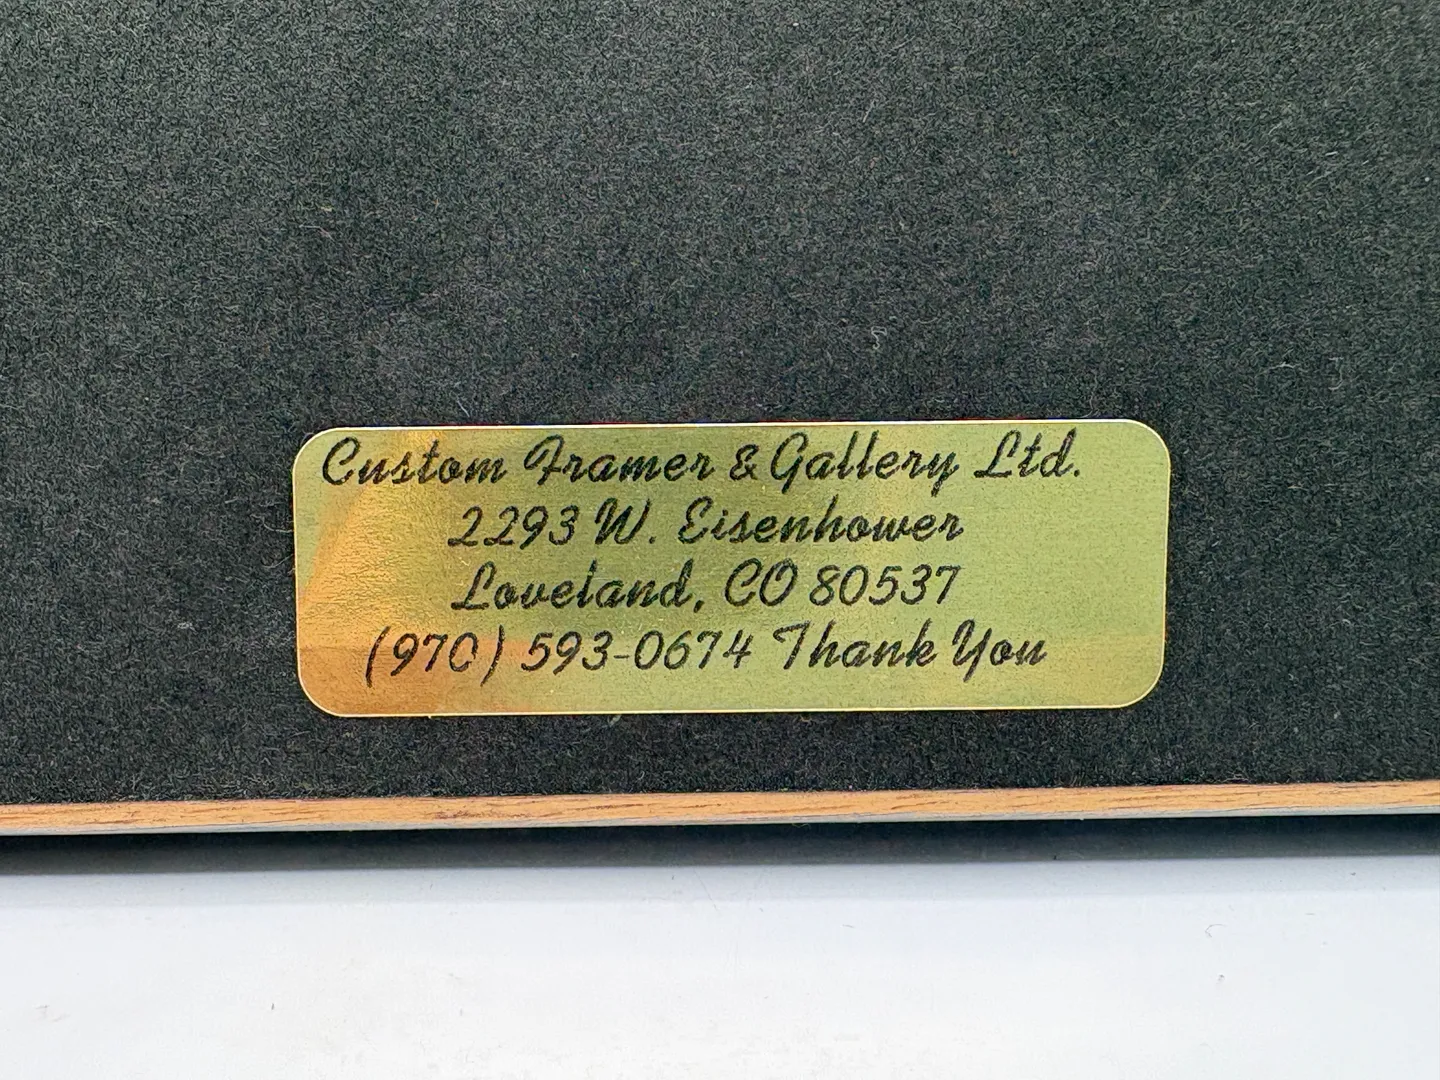 Custom Framer & Gallery Ltd.
2293 W. Eisenhower
Loveland, CO 80537
(970) 593-0674 Thank You